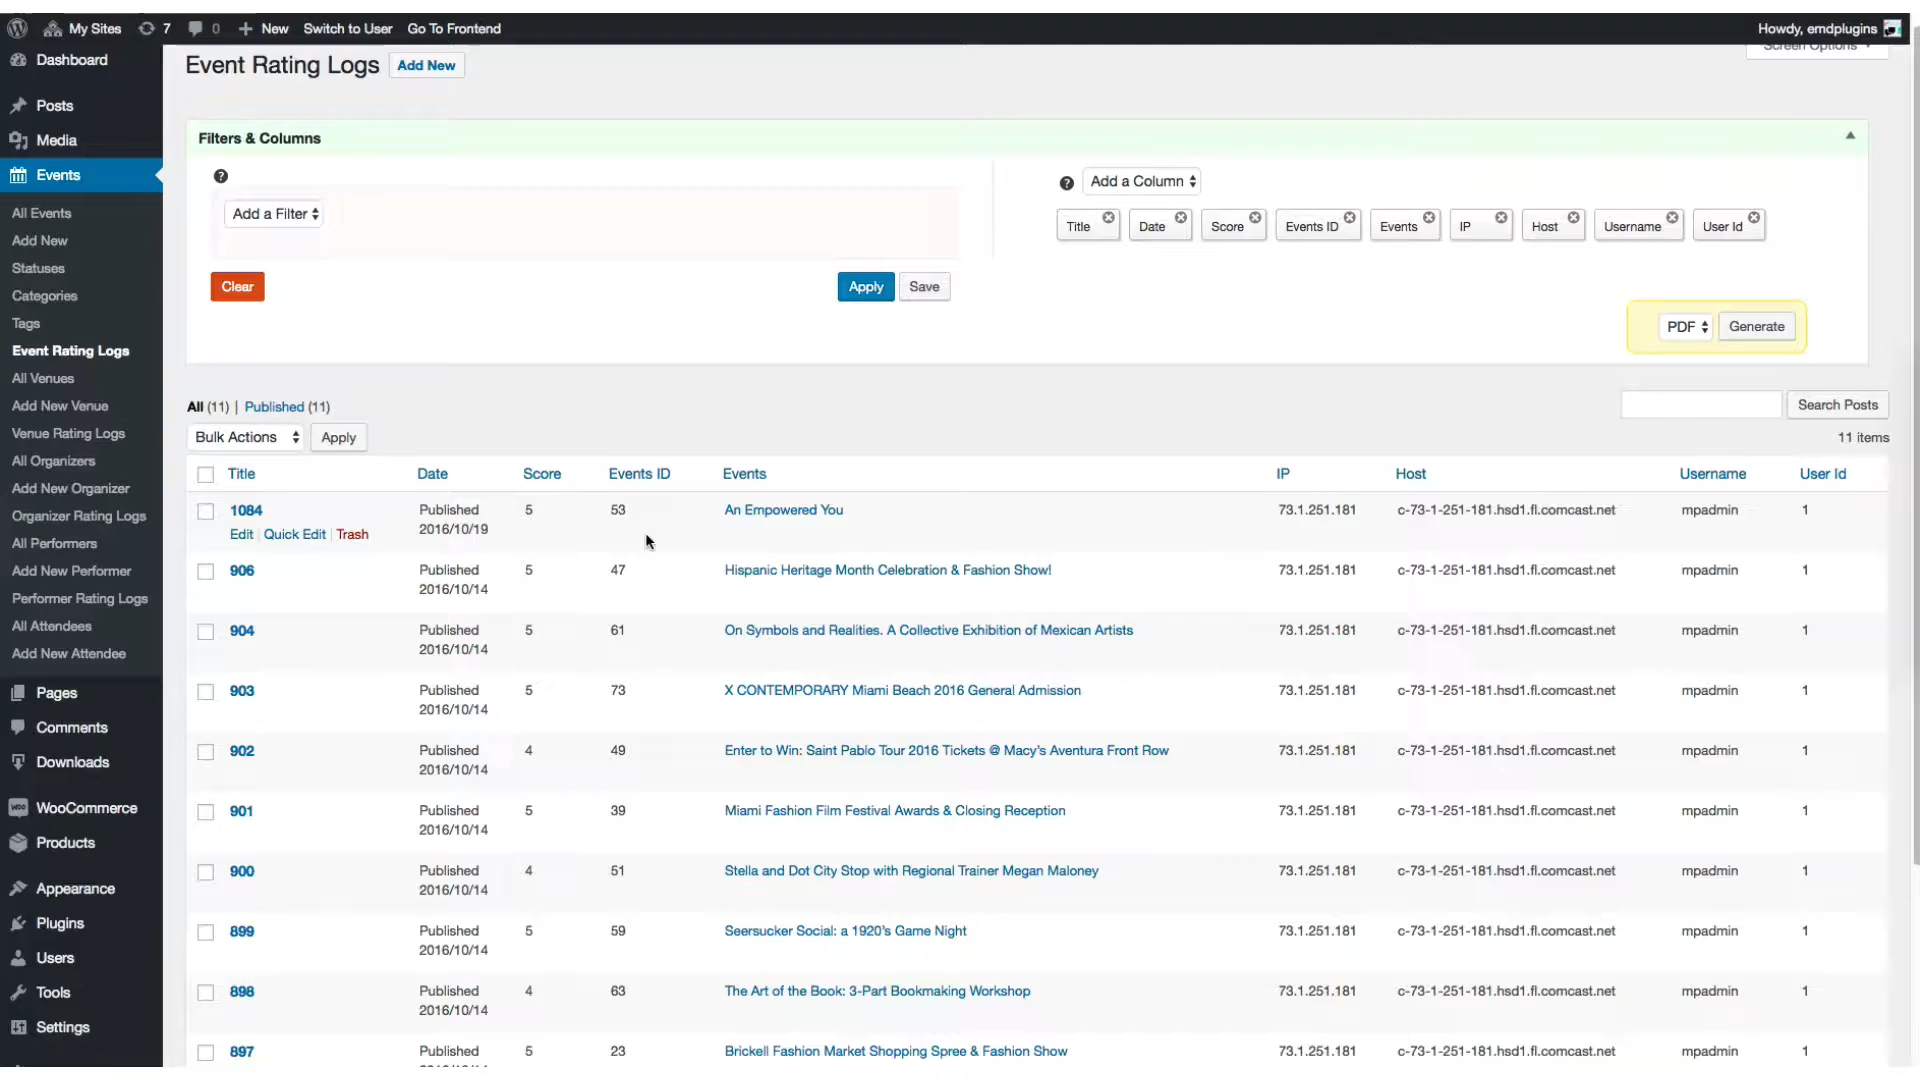 My Sites 7 0 New Switch to User Go To Frontend Howdy, emdplugins
Screen Options
Event Rating Logs Add New
Dashboard
Posts
Media
Events
All Events
Add New
Statuses
Categories
Tags
Event Rating Logs
All Venues
Add New Venue
Venue Rating Logs
All Organizers
Add New Organizer
Organizer Rating Logs
All Performers
Add New Performer
Performer Rating Logs
All Attendees
Add New Attendee
Pages
Comments
Downloads
WooCommerce
Products
Appearance
Plugins
Users
Tools
Settings
Filters & Columns
Add a Filter
Clear Apply Save
Add a Column
Title Date Score Events ID Events IP Host Username User Id
PDF Generate
All (11) | Published (11)
Search Posts
Bulk Actions Apply 11 items
Title Date Score Events ID Events IP Host Username User Id
1084 Published 5 53 An Empowered You 73.1.251.181 c-73-1-251-181.hsd1.fl.comcast.net mpadmin 1
Edit | Quick Edit | Trash 2016/10/19
906 Published 5 47 Hispanic Heritage Month Celebration & Fashion Show! 73.1.251.181 c-73-1-251-181.hsd1.fl.comcast.net mpadmin 1
2016/10/14
904 Published 5 61 On Symbols and Realities. A Collective Exhibition of Mexican Artists 73.1.251.181 c-73-1-251-181.hsd1.fl.comcast.net mpadmin 1
2016/10/14
903 Published 5 73 X CONTEMPORARY Miami Beach 2016 General Admission 73.1.251.181 c-73-1-251-181.hsd1.fl.comcast.net mpadmin 1
2016/10/14
902 Published 4 49 Enter to Win: Saint Pablo Tour 2016 Tickets @ Macy's Aventura Front Row 73.1.251.181 c-73-1-251-181.hsd1.fl.comcast.net mpadmin 1
2016/10/14
901 Published 5 39 Miami Fashion Film Festival Awards & Closing Reception 73.1.251.181 c-73-1-251-181.hsd1.fl.comcast.net mpadmin 1
2016/10/14
900 Published 4 51 Stella and Dot City Stop with Regional Trainer Megan Maloney 73.1.251.181 c-73-1-251-181.hsd1.fl.comcast.net mpadmin 1
2016/10/14
899 Published 5 59 Seersucker Social: a 1920's Game Night 73.1.251.181 c-73-1-251-181.hsd1.fl.comcast.net mpadmin 1
2016/10/14
898 Published 4 63 The Art of the Book: 3-Part Bookmaking Workshop 73.1.251.181 c-73-1-251-181.hsd1.fl.comcast.net mpadmin 1
2016/10/14
897 Published 5 23 Brickell Fashion Market Shopping Spree & Fashion Show 73.1.251.181 c-73-1-251-181.hsd1.fl.comcast.net mpadmin 1